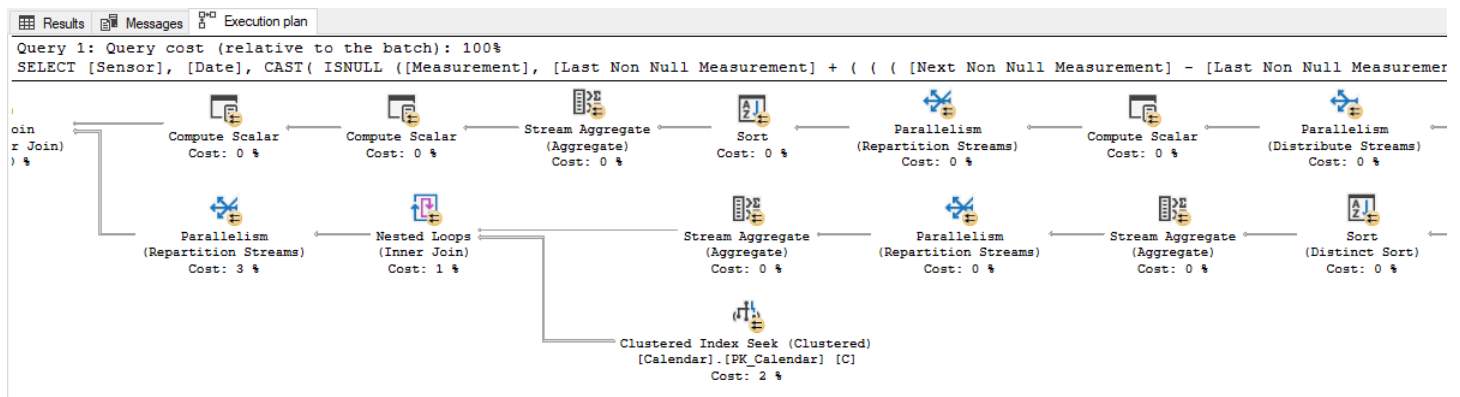 Results Messages Execution plan
Query 1: Query cost (relative to the batch): 100%
SELECT [Sensor], [Date], CAST( ISNULL ([Measurement], [Last Non Null Measurement] + ( ( ( [Next Non Null Measurement] - [Last Non Null Measuremen
oin
r Join)
) %
Compute Scalar
Cost: 0 %
Compute Scalar
Cost: 0 %
Stream Aggregate
(Aggregate)
Cost: 0 %
Sort
Cost: 0 %
Parallelism
(Repartition Streams)
Cost: 0 %
Compute Scalar
Cost: 0 %
Parallelism
(Distribute Streams)
Cost: 0 %
Parallelism
(Repartition Streams)
Cost: 3 %
Nested Loops
(Inner Join)
Cost: 1 %
Stream Aggregate
(Aggregate)
Cost: 0 %
Parallelism
(Repartition Streams)
Cost: 0 %
Stream Aggregate
(Aggregate)
Cost: 0 %
Sort
(Distinct Sort)
Cost: 0 %
Clustered Index Seek (Clustered)
[Calendar].[PK_Calendar] [C]
Cost: 2 %